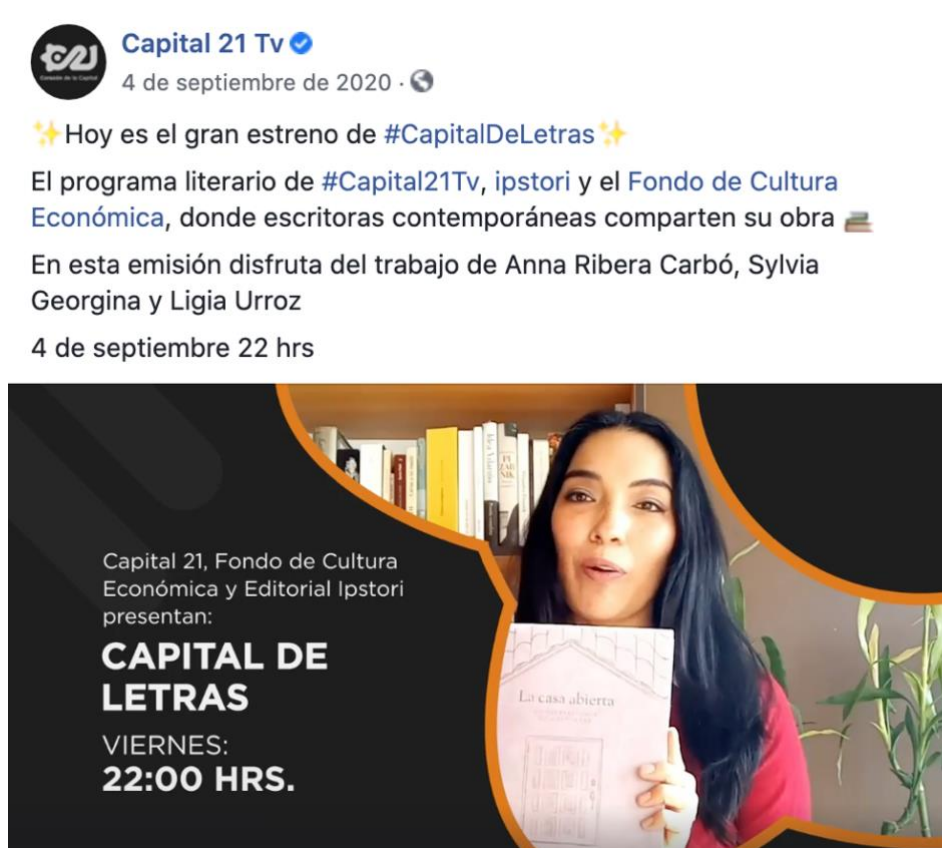 Capital 21 Tv
4 de septiembre de 2020 ·
✨Hoy es el gran estreno de #CapitalDeLetras✨
El programa literario de #Capital21Tv, ipstori y el Fondo de Cultura
Económica, donde escritoras contemporáneas comparten su obra 📚
En esta emisión disfruta del trabajo de Anna Ribera Carbó, Sylvia
Georgina y Ligia Urroz
4 de septiembre 22 hrs
Capital 21, Fondo de Cultura
Económica y Editorial Ipstori
presentan:
CAPITAL DE
LETRAS
VIERNES:
22:00 HRS.
La casa abierta